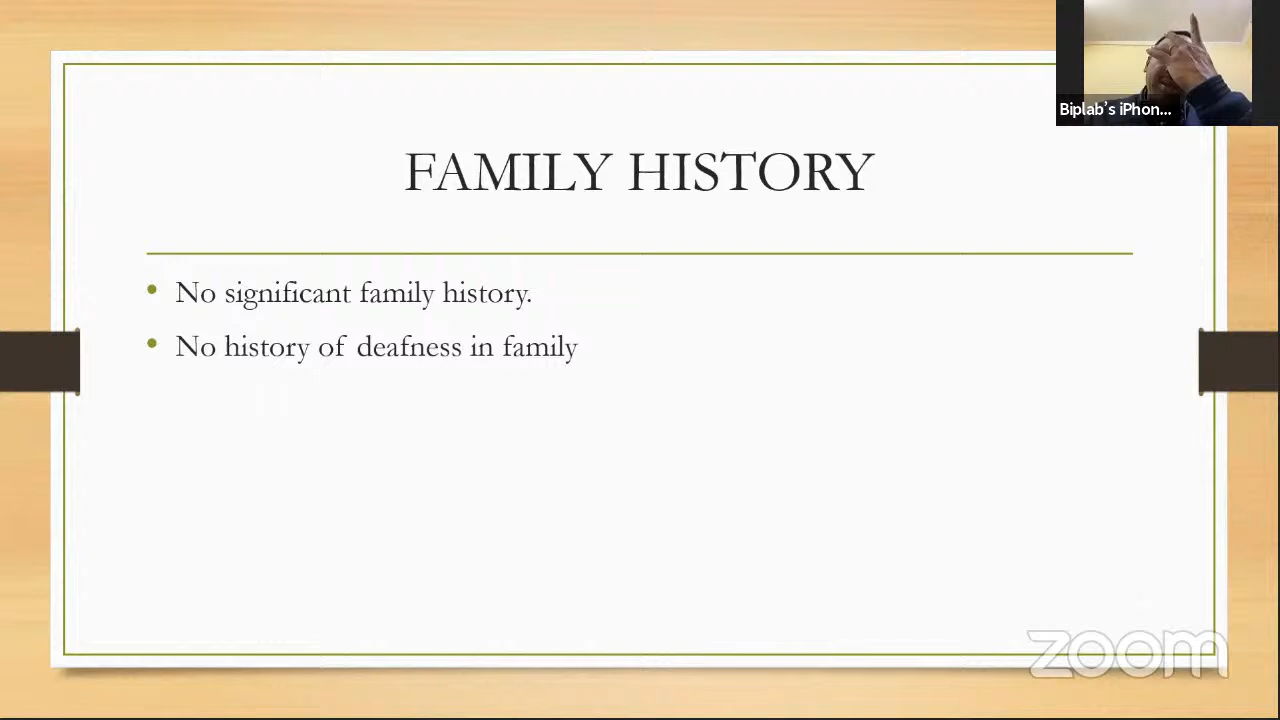 Biplab's iPhon...
FAMILY HISTORY
• No significant family history.
• No history of deafness in family
zoom